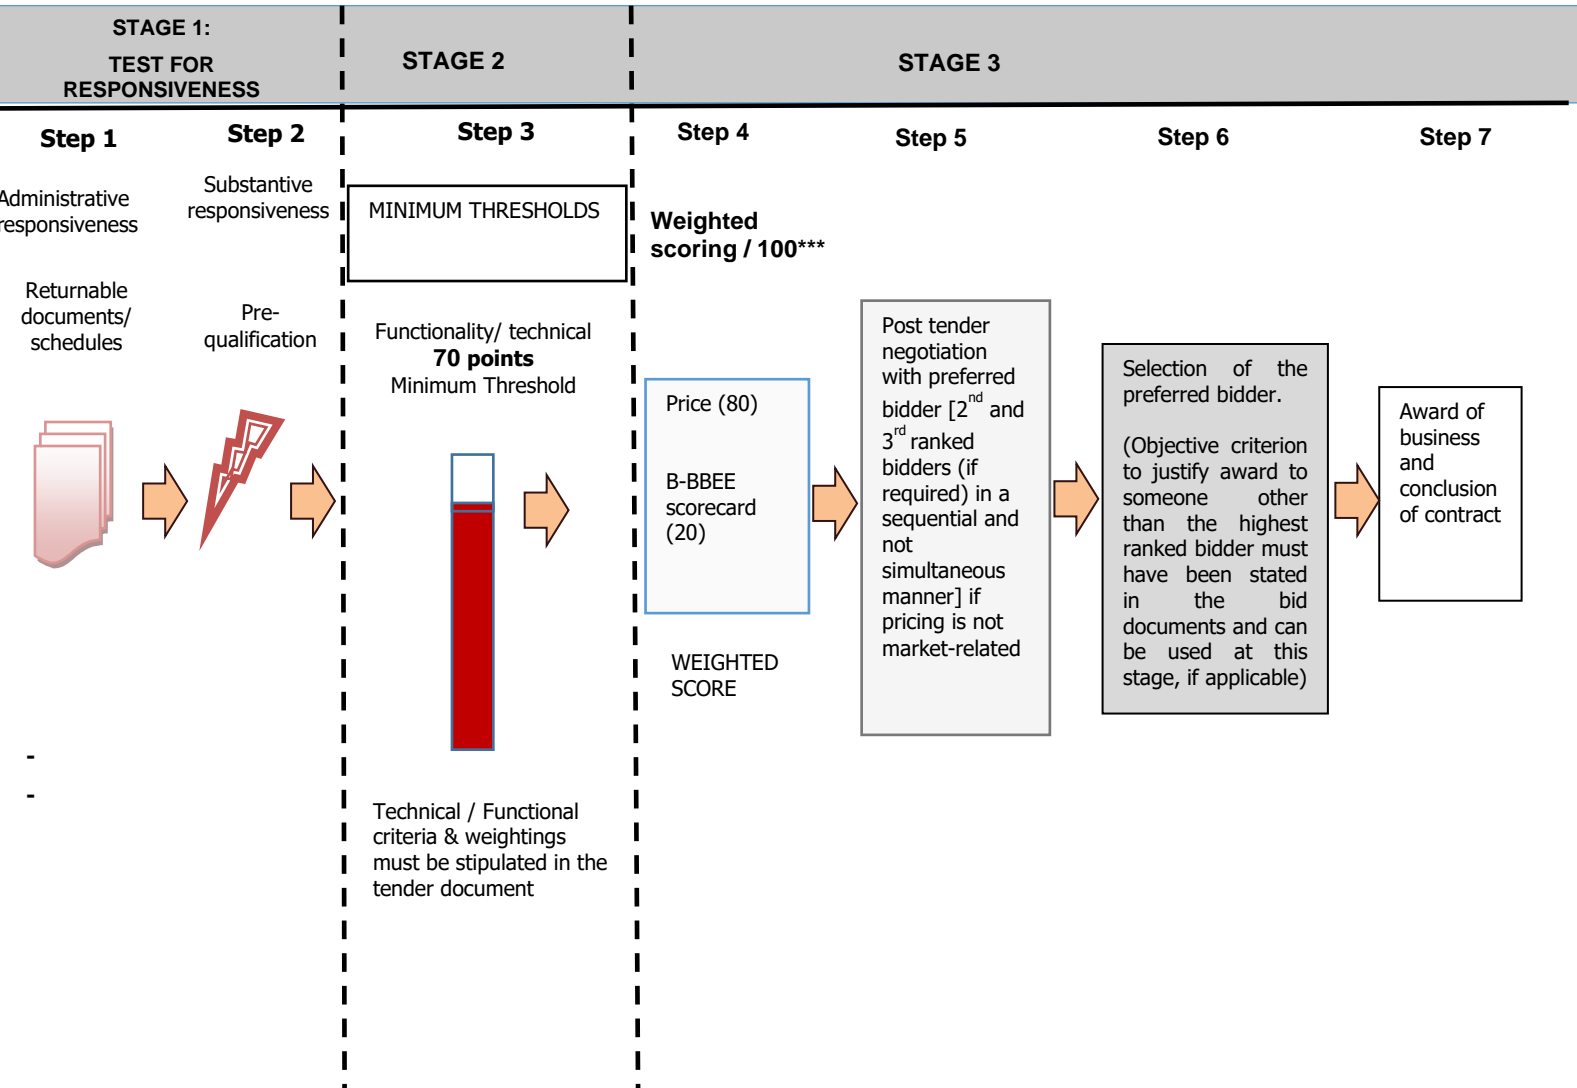 STAGE 1:
TEST FOR
RESPONSIVENESS
STAGE 2
STAGE 3
Step 1
Step 2
Step 3
Step 4
Step 5
Step 6
Step 7
Administrative
responsiveness
Returnable
documents/
schedules
Substantive
responsiveness
Pre-
qualification
MINIMUM THRESHOLDS
Functionality/ technical
70 points
Minimum Threshold
Technical / Functional
criteria & weightings
must be stipulated in the
tender document
Weighted
scoring / 100***
Price (80)
B-BBEE
scorecard
(20)
WEIGHTED
SCORE
Post tender
negotiation
with preferred
bidder [2nd and
3rd ranked
bidders (if
required) in a
sequential and
not
simultaneous
manner] if
pricing is not
market-related
Selection of the
preferred bidder.
(Objective criterion
to justify award to
someone other
than the highest
ranked bidder must
have been stated
in the bid
documents and can
be used at this
stage, if applicable)
Award of
business
and
conclusion
of contract
-
-